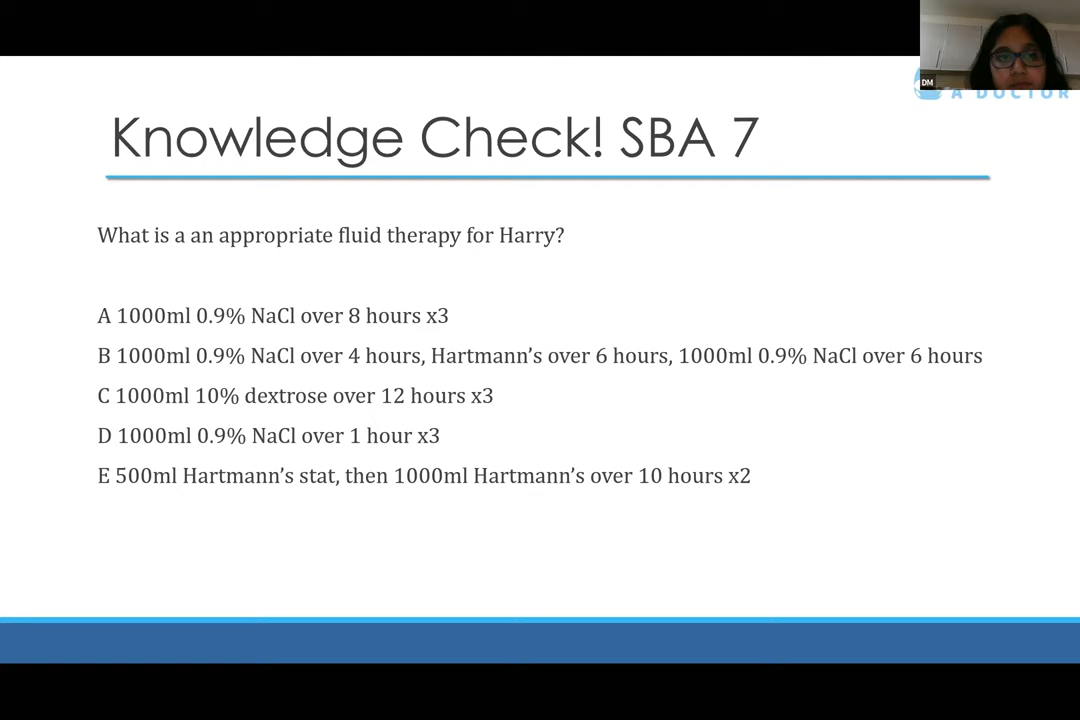 DM
A DOCTOR
Knowledge Check! SBA 7
What is a an appropriate fluid therapy for Harry?
A 1000ml 0.9% NaCl over 8 hours x3
B 1000ml 0.9% NaCl over 4 hours, Hartmann’s over 6 hours, 1000ml 0.9% NaCl over 6 hours
C 1000ml 10% dextrose over 12 hours x3
D 1000ml 0.9% NaCl over 1 hour x3
E 500ml Hartmann’s stat, then 1000ml Hartmann’s over 10 hours x2